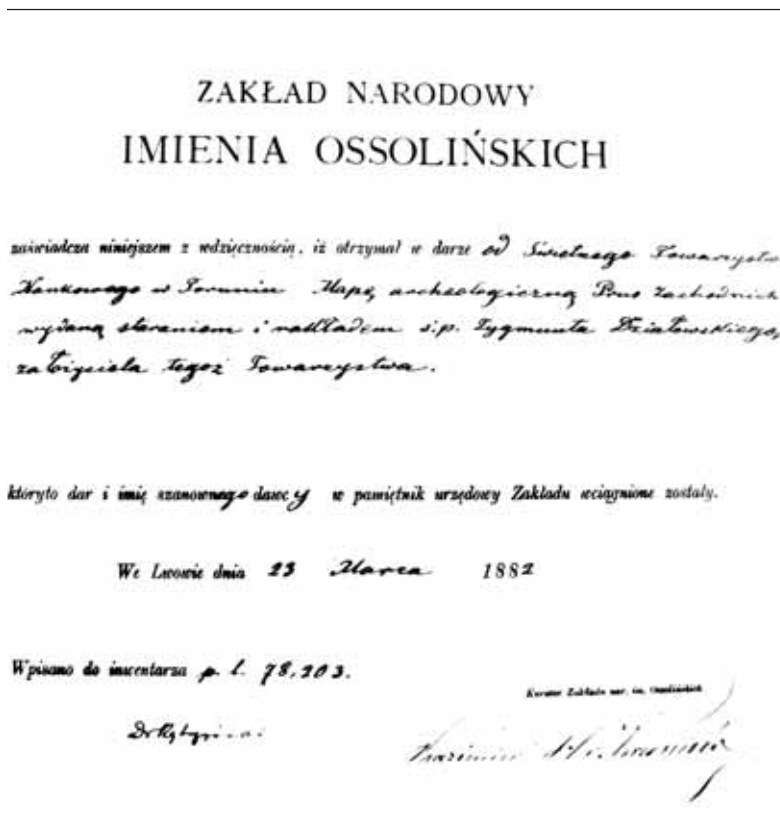 ZAKŁAD NARODOWY
IMIENIA OSSOLIŃSKICH
zaświadcza niniejszem z wdzięcznością, iż otrzymał w darze od Świetnego Towarzystw
Naukowego w Toruniu Mapę archeologiczną Prus Zachodnich
wydaną staraniem i nakładem ś.p. Zygmunta Działowskiego,
założyciela tegoż Towarzystwa.
któryto dar i imię szanownego dawcy w pamiętnik urzędowy Zakładu wciągnione zostały.
We Lwowie dnia 23 Marca 1882
Wpisano do inwentarza p. l. 78,203.
Kurator Zakładu nar. im. Ossolińskich